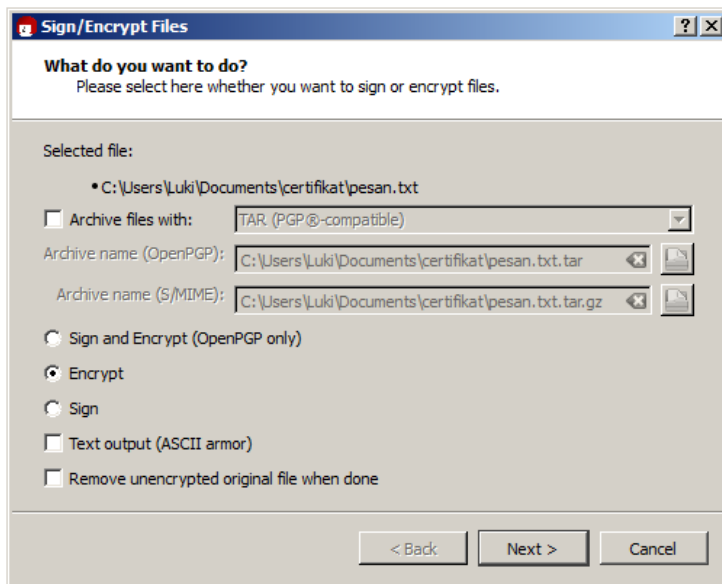 Sign/Encrypt Files
What do you want to do?
Please select here whether you want to sign or encrypt files.
Selected file:
• C:\Users\Luki\Documents\certifikat\pesan.txt
Archive files with: TAR (PGP®-compatible)
Archive name (OpenPGP): C:\Users\Luki\Documents\certifikat\pesan.txt.tar
Archive name (S/MIME): C:\Users\Luki\Documents\certifikat\pesan.txt.tar.gz
Sign and Encrypt (OpenPGP only)
Encrypt
Sign
Text output (ASCII armor)
Remove unencrypted original file when done
< Back Next > Cancel